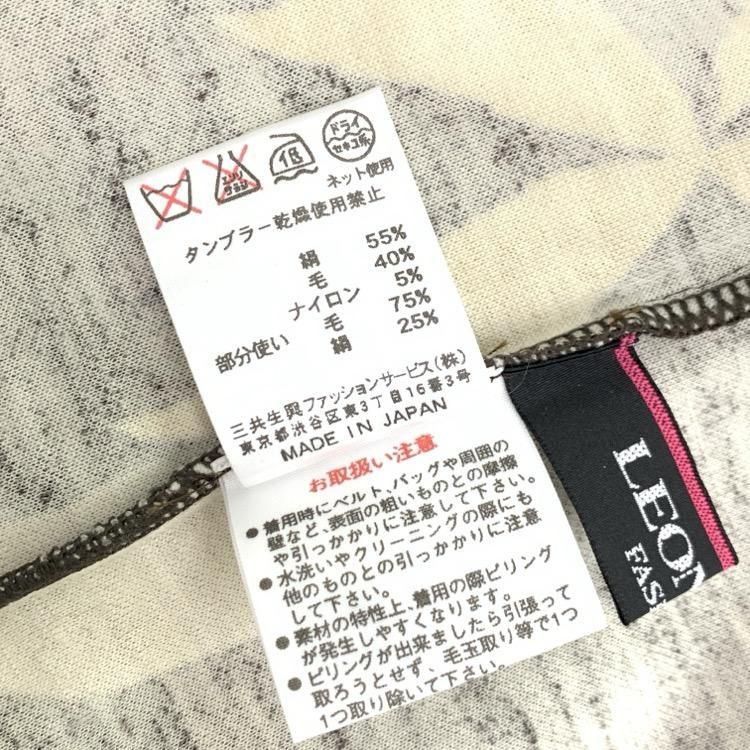 エンソ
サラシ
低
ドライ
セキユ系
ネット使用
タンブラー乾燥使用禁止
絹 55%
毛 40%
ナイロン 5%
部分使い 毛 75%
絹 25%
三共生興ファッションサービス(株)
東京都渋谷区東3丁目16番3号
MADE IN JAPAN
お取扱い注意
●着用時にベルト、バッグや周囲の
壁など、表面の粗いものとの摩擦
や引っかかりに注意して下さい。
●水洗いやクリーニングの際にも
他のものとの引っかかりに注意
して下さい。
●素材の特性上、着用の際ピリング
が発生しやすくなります。
●ピリングが出来ましたら引張って
取ろうとせず、毛玉取り等で1つ
1つ取り除いて下さい。
LEON
FAS